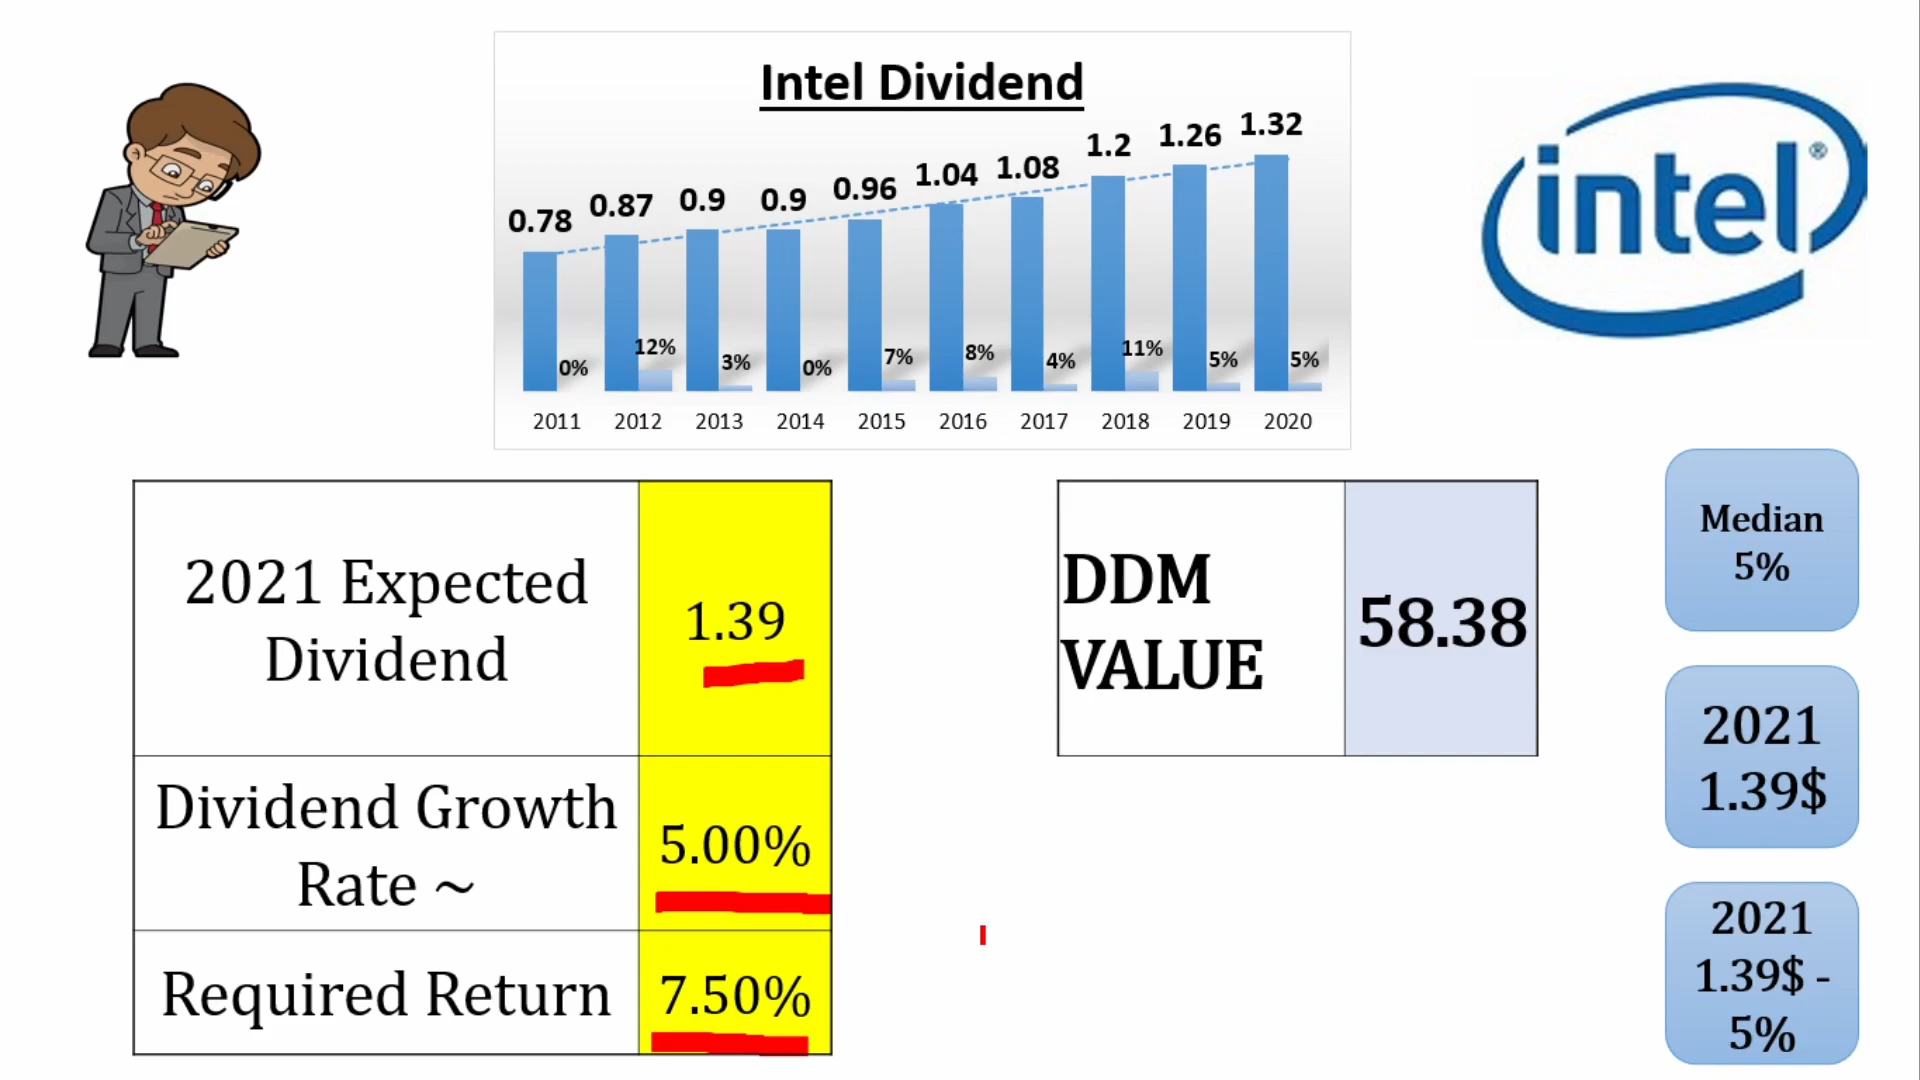 Intel Dividend
0.78 0.87 0.9 0.9 0.96 1.04 1.08 1.2 1.26 1.32
0% 12% 3% 0% 7% 8% 4% 11% 5% 5%
2011 2012 2013 2014 2015 2016 2017 2018 2019 2020
intel®
2021 Expected
Dividend
1.39
Dividend Growth
Rate ~
5.00%
Required Return
7.50%
DDM
VALUE
58.38
Median
5%
2021
1.39$
2021
1.39$ -
5%